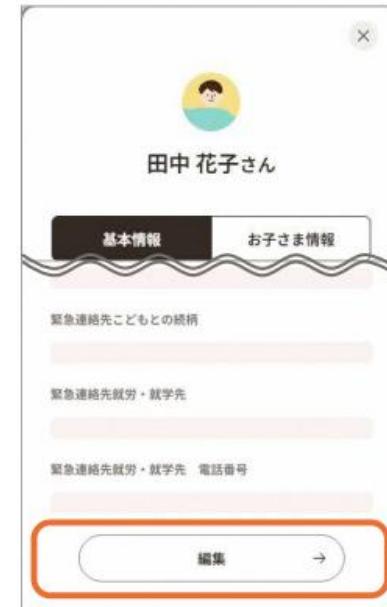 田中 花子さん
基本情報 お子さま情報
緊急連絡先こどもとの続柄
緊急連絡先就労・就学先
緊急連絡先就労・就学先 電話番号
編集 →